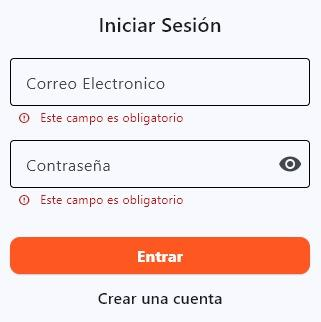 Iniciar Sesión
Correo Electronico
Este campo es obligatorio
Contraseña
Este campo es obligatorio
Entrar
Crear una cuenta